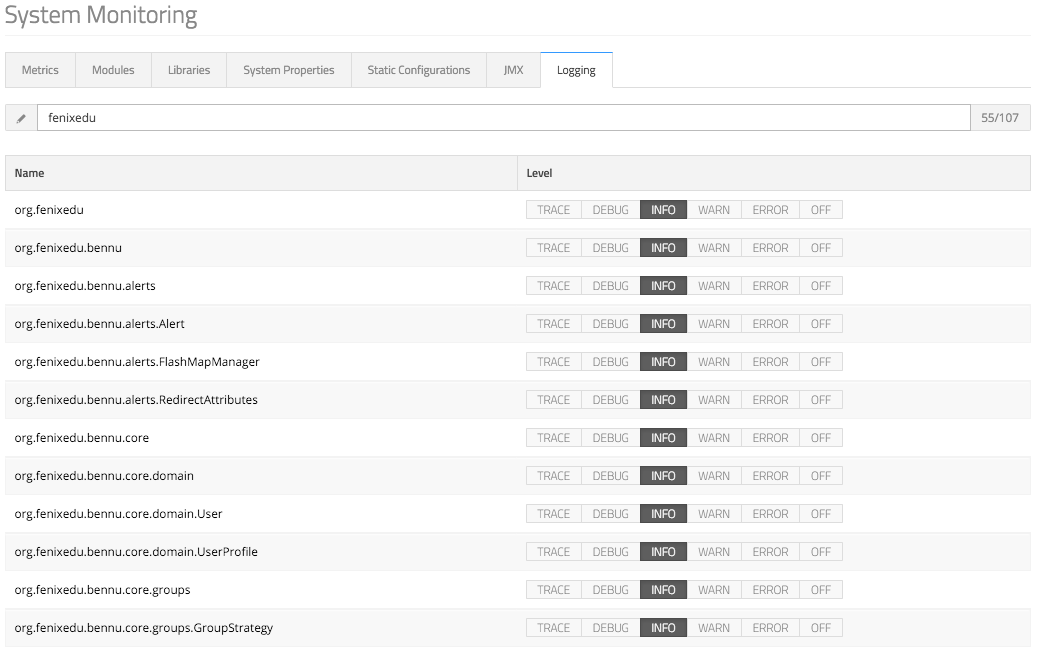 System Monitoring
Metrics Modules Libraries System Properties Static Configurations JMX Logging
fenixedu 55/107
Name Level
org.fenixedu TRACE DEBUG INFO WARN ERROR OFF
org.fenixedu.bennu TRACE DEBUG INFO WARN ERROR OFF
org.fenixedu.bennu.alerts TRACE DEBUG INFO WARN ERROR OFF
org.fenixedu.bennu.alerts.Alert TRACE DEBUG INFO WARN ERROR OFF
org.fenixedu.bennu.alerts.FlashMapManager TRACE DEBUG INFO WARN ERROR OFF
org.fenixedu.bennu.alerts.RedirectAttributes TRACE DEBUG INFO WARN ERROR OFF
org.fenixedu.bennu.core TRACE DEBUG INFO WARN ERROR OFF
org.fenixedu.bennu.core.domain TRACE DEBUG INFO WARN ERROR OFF
org.fenixedu.bennu.core.domain.User TRACE DEBUG INFO WARN ERROR OFF
org.fenixedu.bennu.core.domain.UserProfile TRACE DEBUG INFO WARN ERROR OFF
org.fenixedu.bennu.core.groups TRACE DEBUG INFO WARN ERROR OFF
org.fenixedu.bennu.core.groups.GroupStrategy TRACE DEBUG INFO WARN ERROR OFF